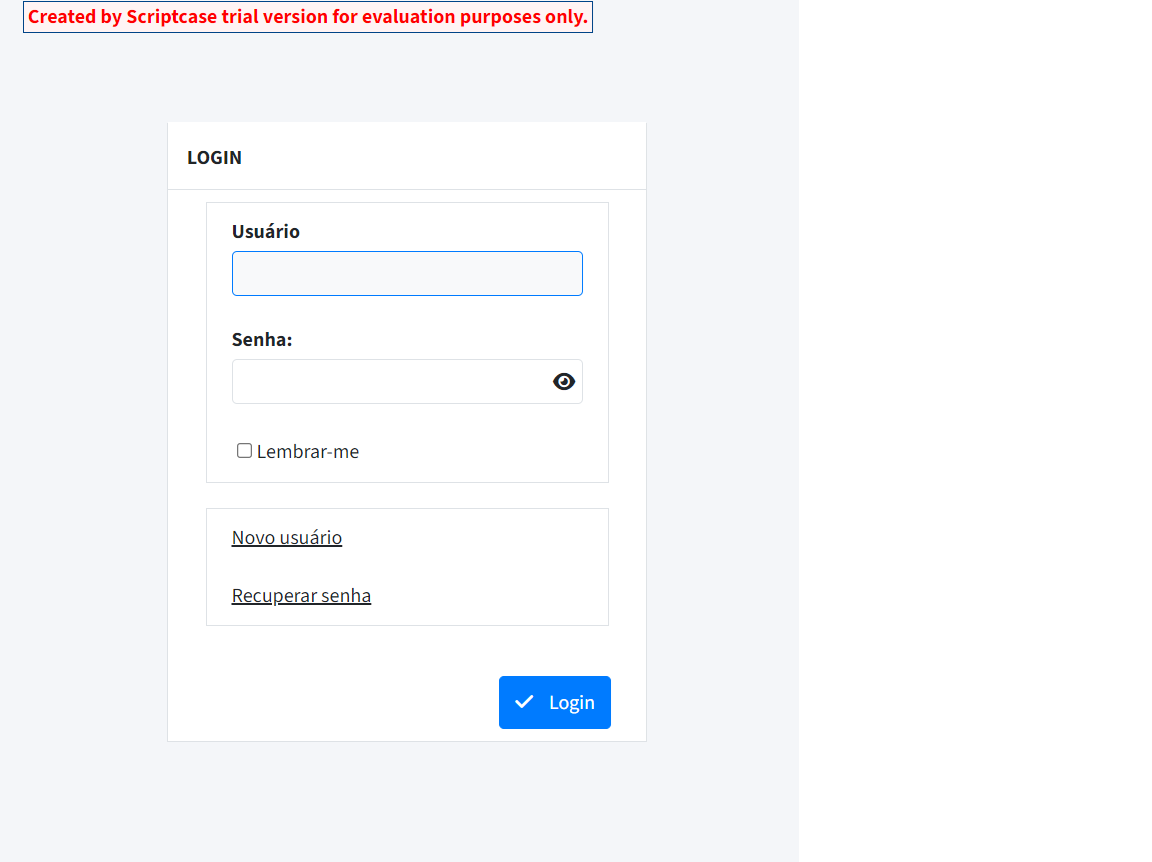 Created by Scriptcase trial version for evaluation purposes only.
LOGIN
Usuário
Senha:
Lembrar-me
Novo usuário
Recuperar senha
Login